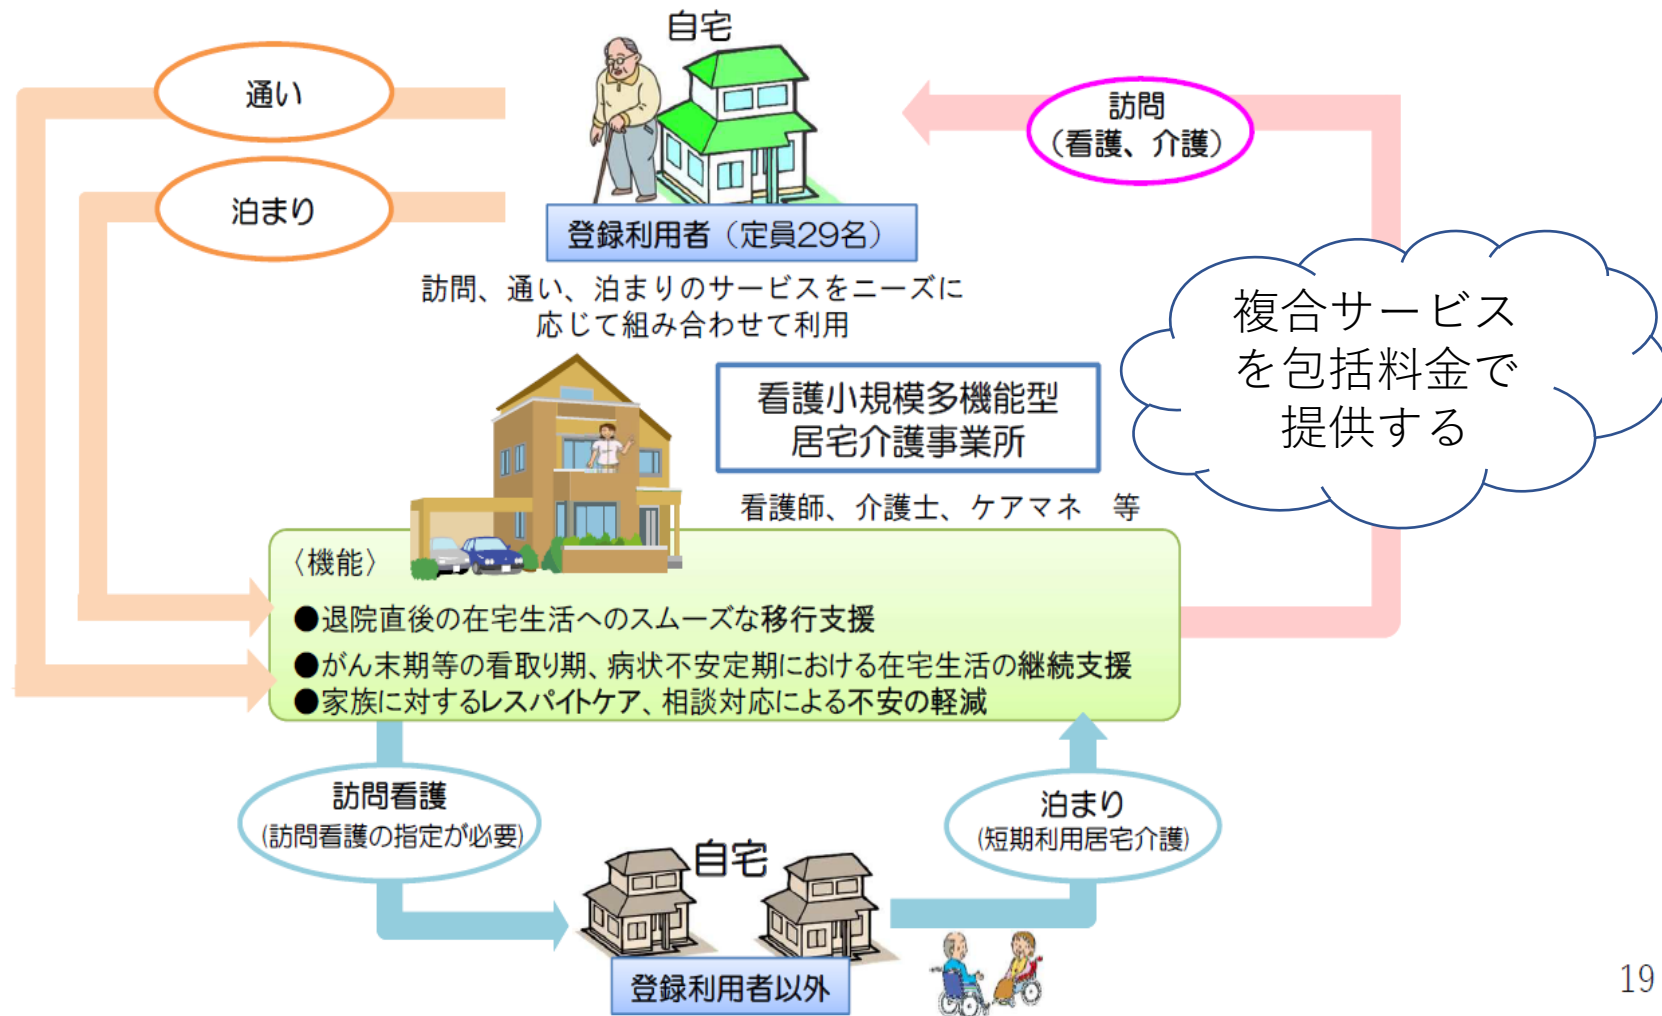 自宅
通い
泊まり
訪問
（看護、介護）
登録利用者（定員29名）
訪問、通い、泊まりのサービスをニーズに
応じて組み合わせて利用
複合サービス
を包括料金で
提供する
看護小規模多機能型
居宅介護事業所
看護師、介護士、ケアマネ　等
〈機能〉
●退院直後の在宅生活へのスムーズな移行支援
●がん末期等の看取り期、病状不安定期における在宅生活の継続支援
●家族に対するレスパイトケア、相談対応による不安の軽減
訪問看護
(訪問看護の指定が必要)
泊まり
(短期利用居宅介護)
自宅
登録利用者以外
19